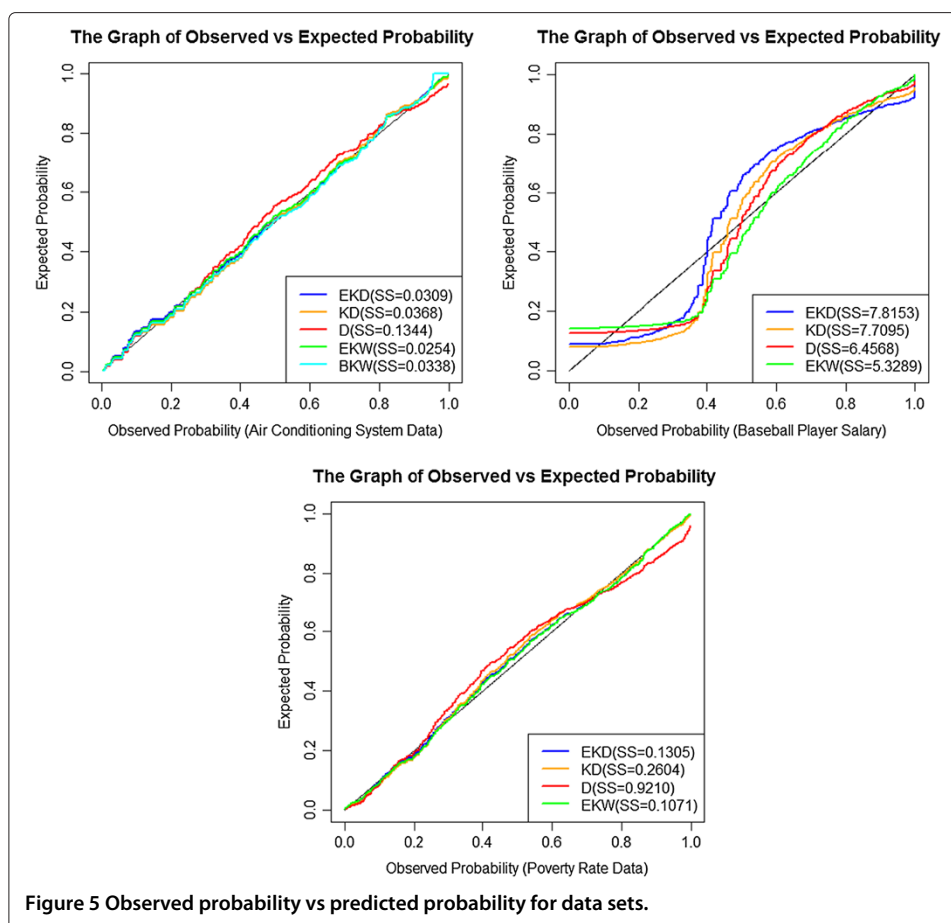 The Graph of Observed vs Expected Probability
Expected Probability
1.0
0.8
0.6
0.4
0.2
0.0
EKD(SS=0.0309)
KD(SS=0.0368)
D(SS=0.1344)
EKW(SS=0.0254)
BKW(SS=0.0338)
0.0 0.2 0.4 0.6 0.8 1.0
Observed Probability (Air Conditioning System Data)
The Graph of Observed vs Expected Probability
Expected Probability
1.0
0.8
0.6
0.4
0.2
0.0
EKD(SS=7.8153)
KD(SS=7.7095)
D(SS=6.4568)
EKW(SS=5.3289)
0.0 0.2 0.4 0.6 0.8 1.0
Observed Probability (Baseball Player Salary)
The Graph of Observed vs Expected Probability
Expected Probability
1.0
0.8
0.6
0.4
0.2
0.0
EKD(SS=0.1305)
KD(SS=0.2604)
D(SS=0.9210)
EKW(SS=0.1071)
0.0 0.2 0.4 0.6 0.8 1.0
Observed Probability (Poverty Rate Data)
Figure 5 Observed probability vs predicted probability for data sets.